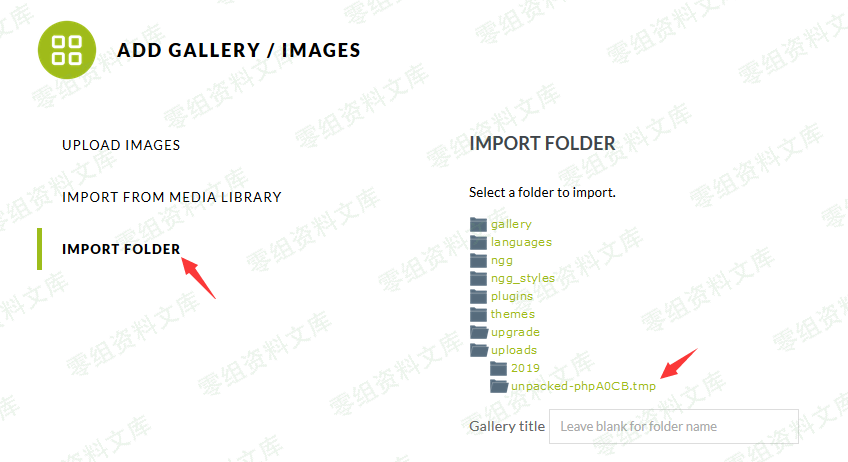 ADD GALLERY / IMAGES
UPLOAD IMAGES
IMPORT FROM MEDIA LIBRARY
IMPORT FOLDER
IMPORT FOLDER
Select a folder to import.
gallery
languages
ngg
ngg_styles
plugins
themes
upgrade
uploads
2019
unpacked-phpA0CB.tmp
Gallery title Leave blank for folder name
零组资料文库